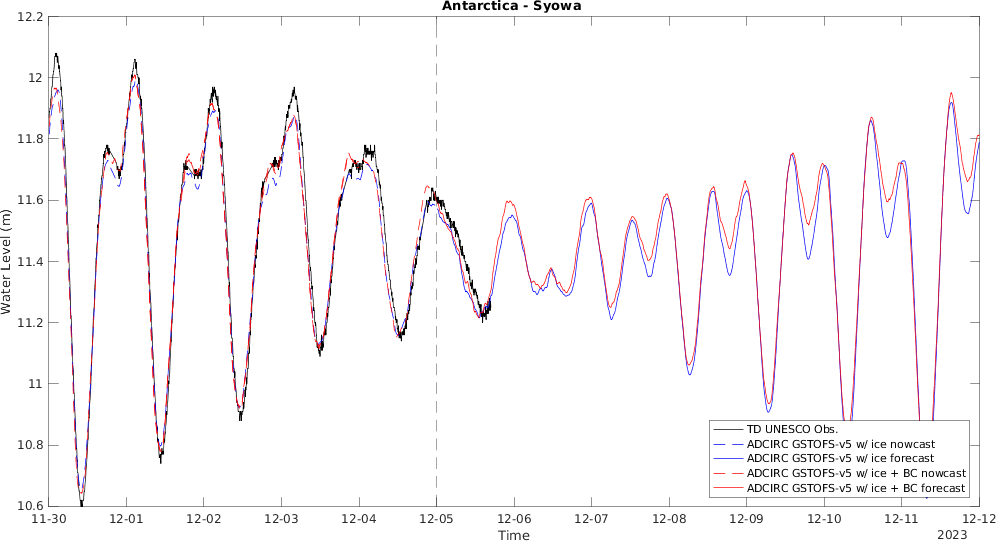 Antarctica - Syowa
Water Level (m)
12.2
12
11.8
11.6
11.4
11.2
11
10.8
10.6
TD UNESCO Obs.
ADCIRC GSTOFS-v5 w/ ice nowcast
ADCIRC GSTOFS-v5 w/ ice forecast
ADCIRC GSTOFS-v5 w/ ice + BC nowcast
ADCIRC GSTOFS-v5 w/ ice + BC forecast
11-30 12-01 12-02 12-03 12-04 12-05 12-06 12-07 12-08 12-09 12-10 12-11 12-12
Time
2023